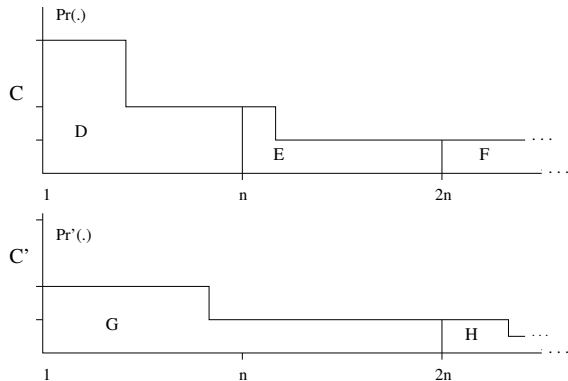 Pr(.)
C
D
E
F
. . .
. . .
1
n
2n
Pr'(.)
C'
G
H
. . .
. . .
1
n
2n